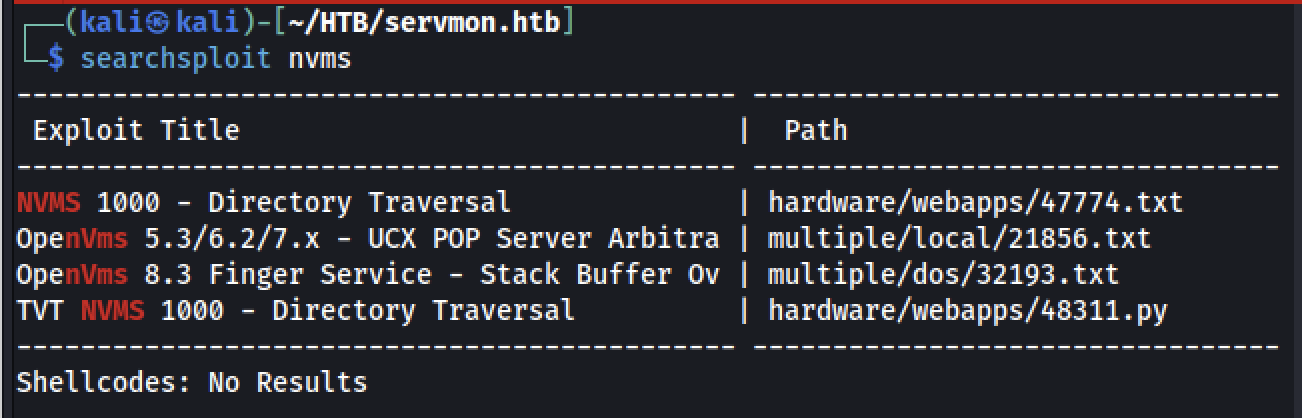 ┌──(kali㉿kali)-[~/HTB/servmon.htb]
└─$ searchsploit nvms
--------------------------------------------- ---------------------------------
 Exploit Title                               |  Path
--------------------------------------------- ---------------------------------
NVMS 1000 - Directory Traversal              | hardware/webapps/47774.txt
OpenVms 5.3/6.2/7.x - UCX POP Server Arbitra | multiple/local/21856.txt
OpenVms 8.3 Finger Service - Stack Buffer Ov | multiple/dos/32193.txt
TVT NVMS 1000 - Directory Traversal          | hardware/webapps/48311.py
--------------------------------------------- ---------------------------------
Shellcodes: No Results